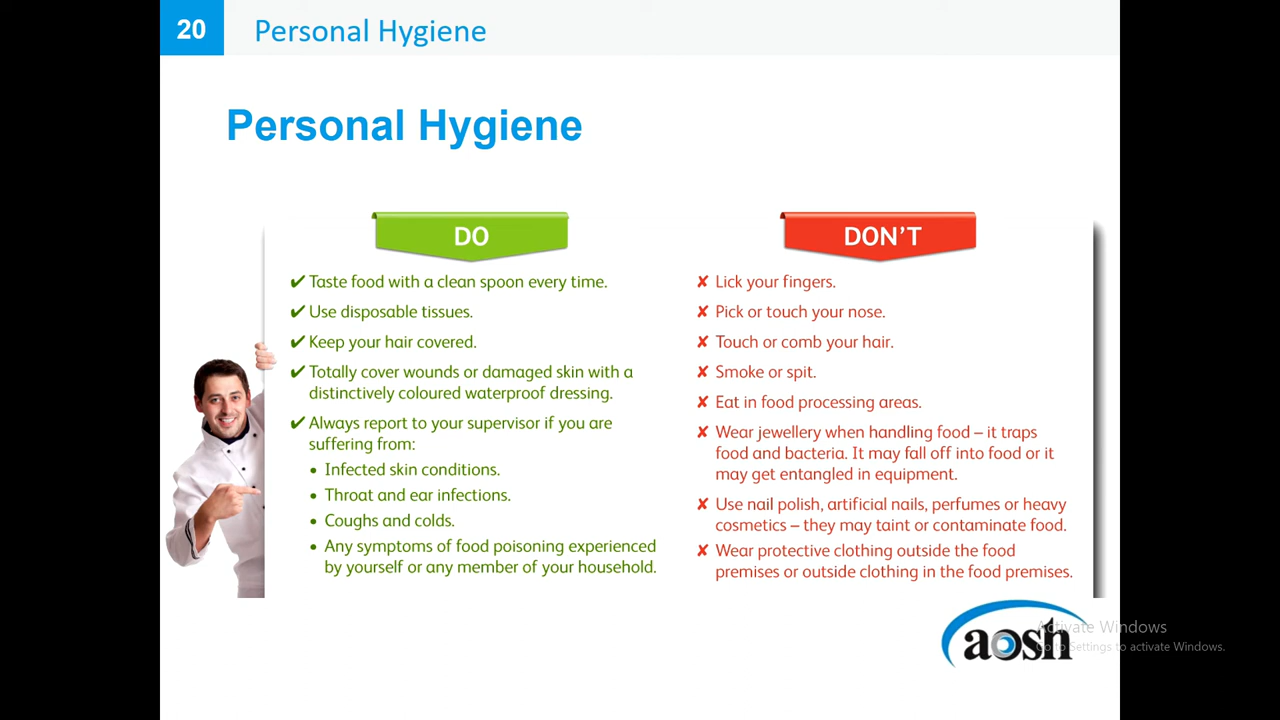 20
Personal Hygiene
Personal Hygiene
DO
✔ Taste food with a clean spoon every time.
✔ Use disposable tissues.
✔ Keep your hair covered.
✔ Totally cover wounds or damaged skin with a
distinctively coloured waterproof dressing.
✔ Always report to your supervisor if you are
suffering from:
• Infected skin conditions.
• Throat and ear infections.
• Coughs and colds.
• Any symptoms of food poisoning experienced
by yourself or any member of your household.
DON'T
✘ Lick your fingers.
✘ Pick or touch your nose.
✘ Touch or comb your hair.
✘ Smoke or spit.
✘ Eat in food processing areas.
✘ Wear jewellery when handling food – it traps
food and bacteria. It may fall off into food or it
may get entangled in equipment.
✘ Use nail polish, artificial nails, perfumes or heavy
cosmetics – they may taint or contaminate food.
✘ Wear protective clothing outside the food
premises or outside clothing in the food premises.
aosh
Activate Windows
Go to Settings to activate Windows.